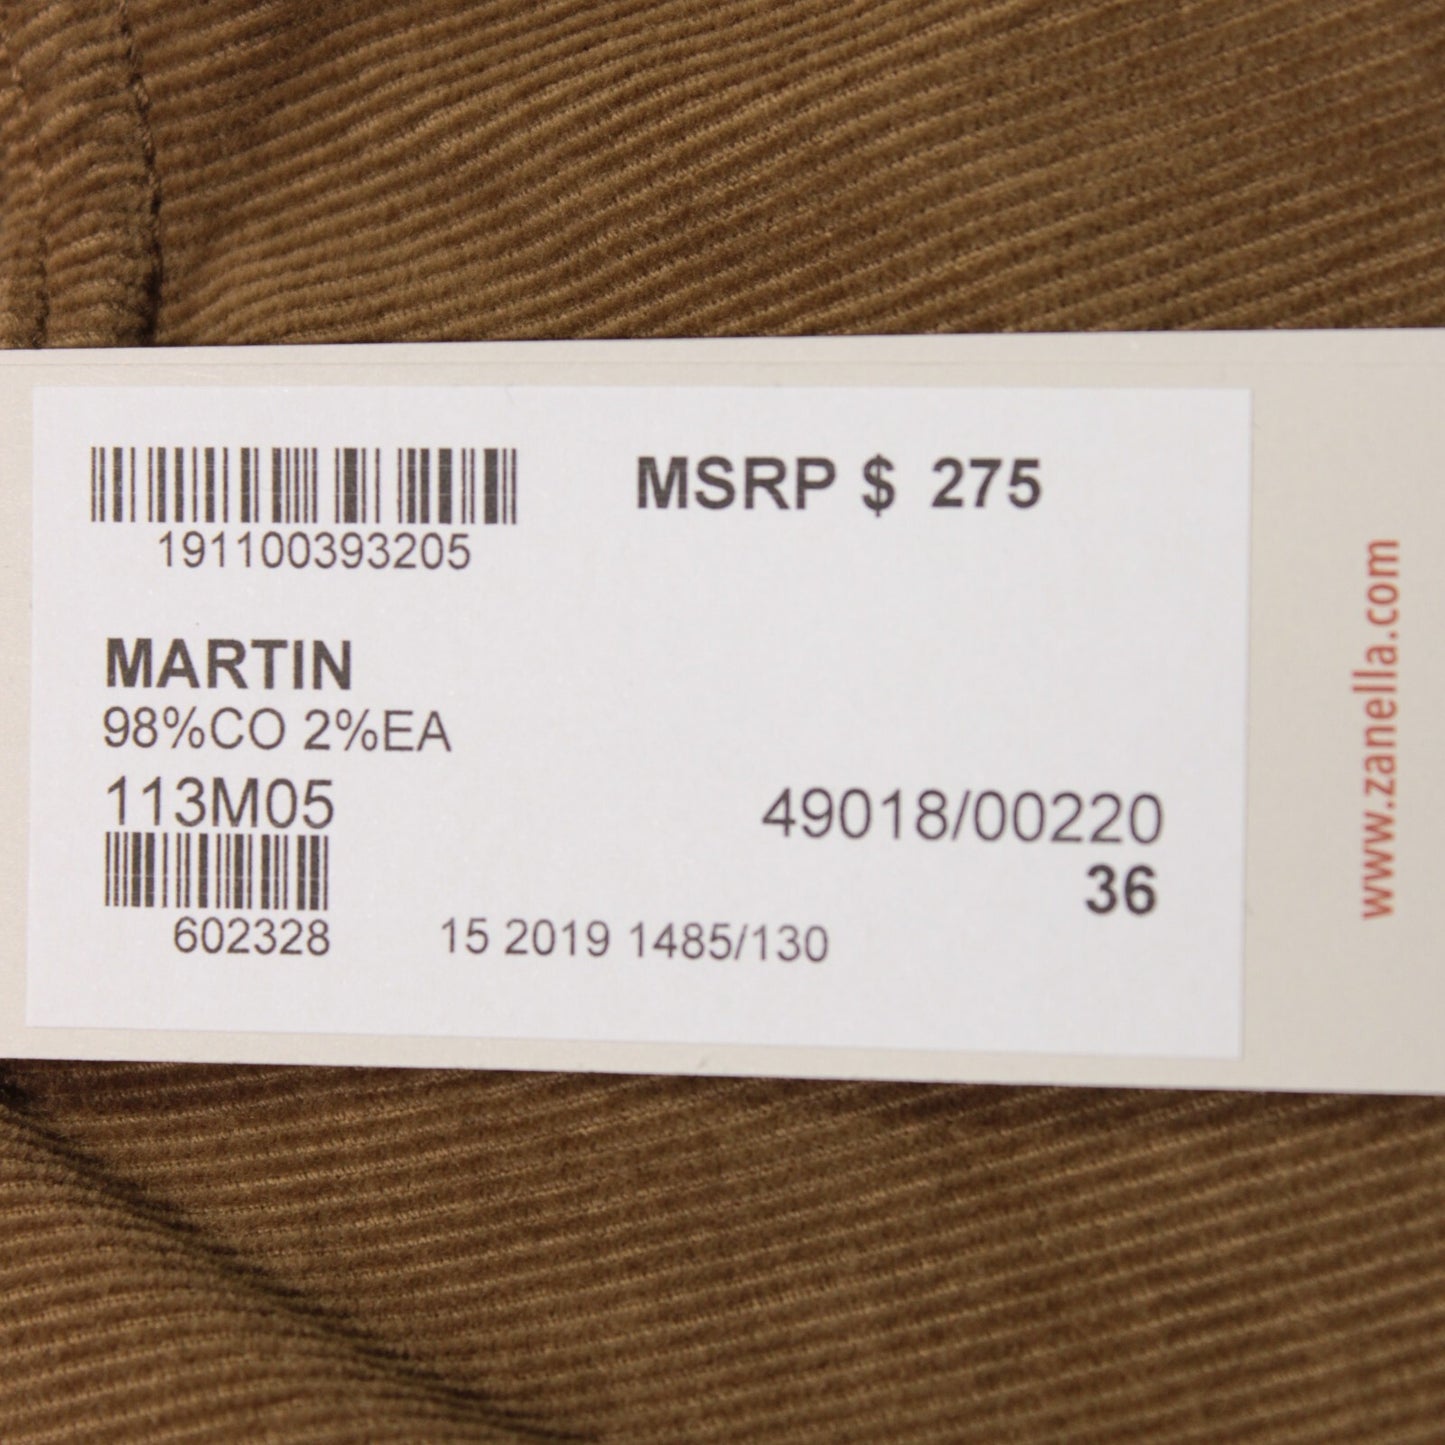 MSRP $ 275
191100393205
MARTIN
98%CO 2%EA
113M05
49018/00220
36
602328
15 2019 1485/130
www.zanella.com